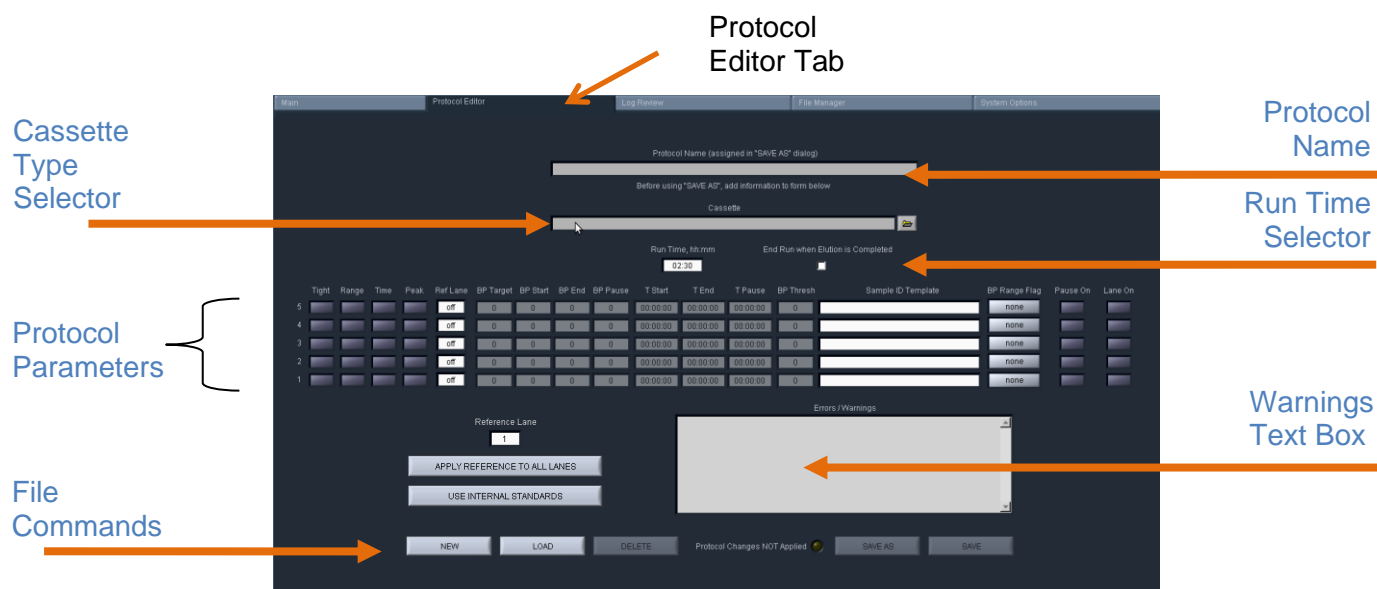 Protocol
Editor Tab
Main Protocol Editor Log Review File Manager System Options
Cassette
Type
Selector
Protocol
Name
Protocol Name (assigned in "SAVE AS" dialog)
Before using "SAVE AS", add information to form below
Cassette
Run Time
Selector
Run Time, hh:mm End Run when Elution is Completed
02:30
Tight Range Time Peak Ref Lane BP Target BP Start BP End BP Pause T Start T End T Pause BP Thresh Sample ID Template BP Range Flag Pause On Lane On
5 off 0 0 0 0 00:00:00 00:00:00 00:00:00 0 none
4 off 0 0 0 0 00:00:00 00:00:00 00:00:00 0 none
3 off 0 0 0 0 00:00:00 00:00:00 00:00:00 0 none
2 off 0 0 0 0 00:00:00 00:00:00 00:00:00 0 none
1 off 0 0 0 0 00:00:00 00:00:00 00:00:00 0 none
Protocol
Parameters
Errors / Warnings
Warnings
Text Box
Reference Lane
1
APPLY REFERENCE TO ALL LANES
USE INTERNAL STANDARDS
File
Commands
NEW LOAD DELETE Protocol Changes NOT Applied SAVE AS SAVE